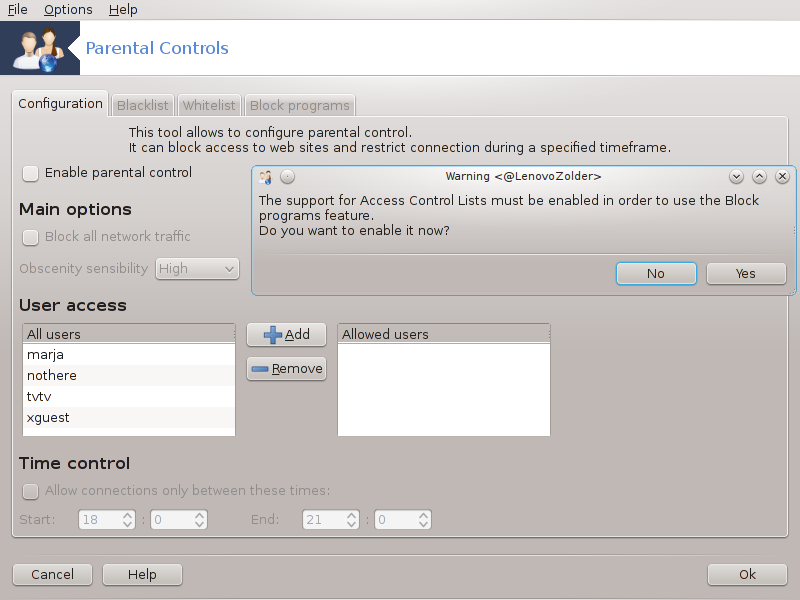 File Options Help
Parental Controls
Configuration Blacklist Whitelist Block programs
This tool allows to configure parental control.
It can block access to web sites and restrict connection during a specified timeframe.
Enable parental control
Warning <@LenovoZolder>
The support for Access Control Lists must be enabled in order to use the Block
programs feature.
Do you want to enable it now?
No Yes
Main options
Block all network traffic
Obscenity sensibility High
User access
All users
marja
nothere
tvtv
xguest
Add
Remove
Allowed users
Time control
Allow connections only between these times:
Start: 18 : 0 End: 21 : 0
Cancel Help Ok